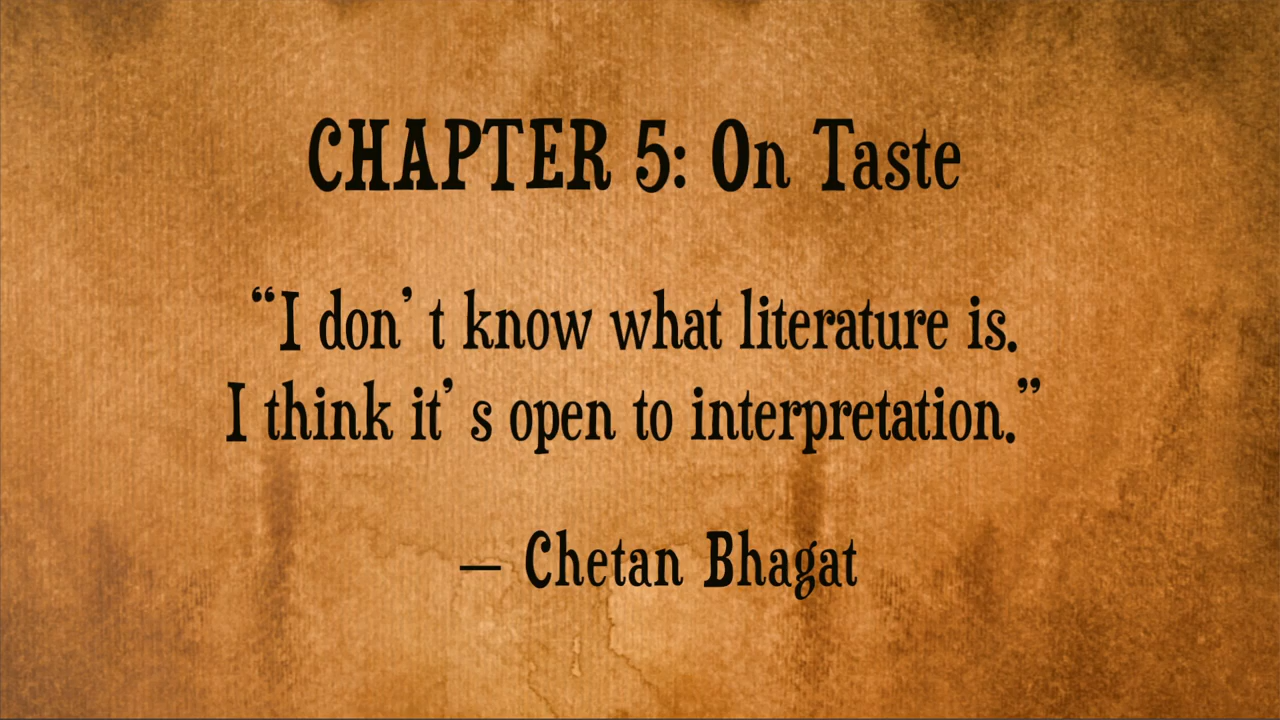 CHAPTER 5: On Taste
“I don’t know what literature is.
I think it’s open to interpretation.”
– Chetan Bhagat